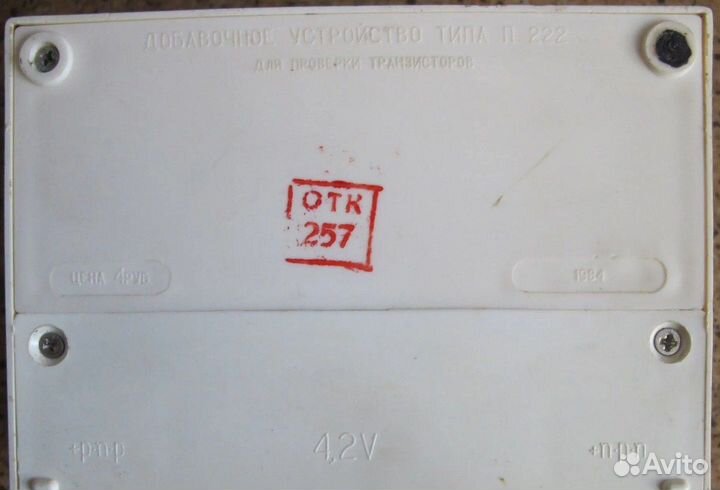 ДОБАВОЧНОЕ УСТРОЙСТВО ТИПА П 222
ДЛЯ ПРОВЕРКИ ТРАНЗИСТОРОВ
ОТК
257
ЦЕНА 4РУБ 1984
+p-n-p 4,2V +n-p-n
Avito